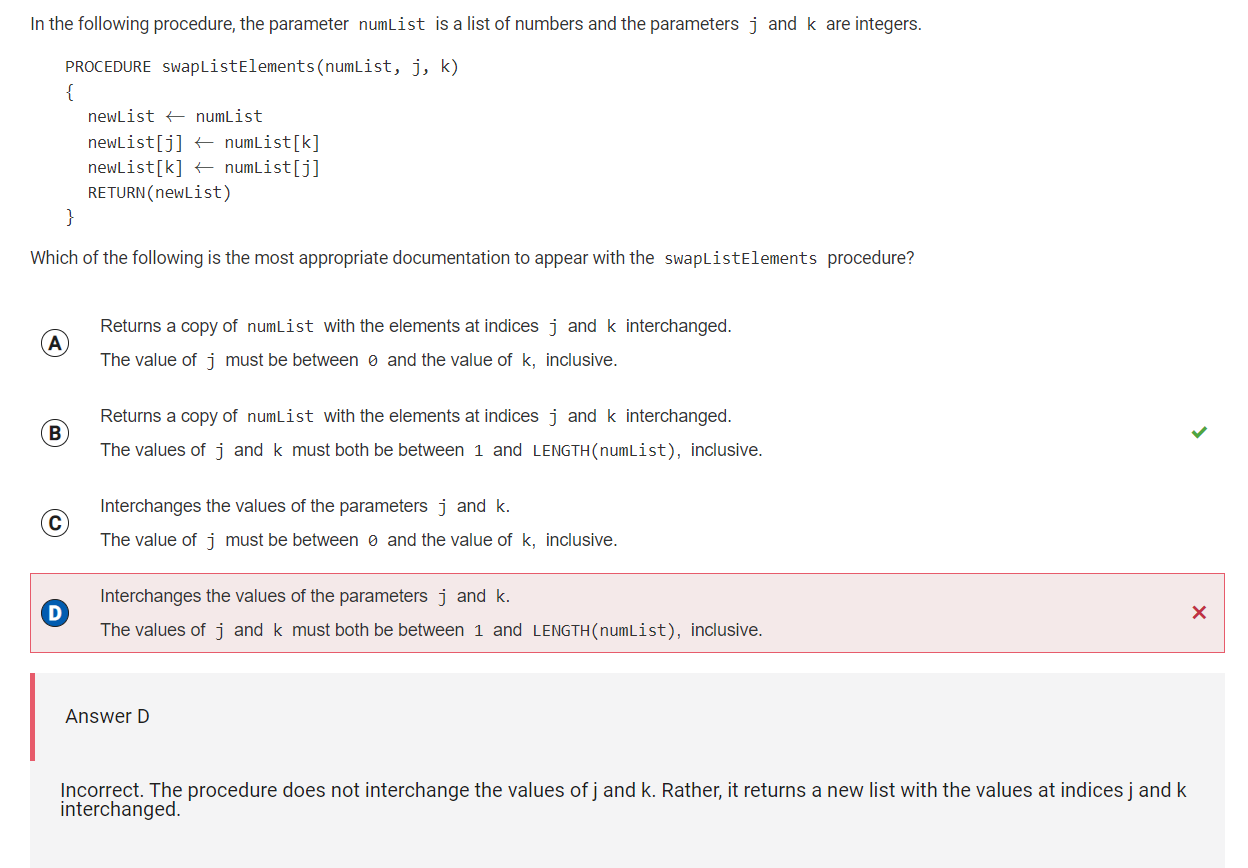 In the following procedure, the parameter numList is a list of numbers and the parameters j and k are integers.
PROCEDURE swapListElements(numList, j, k)
{
newList ← numList
newList[j] ← numList[k]
newList[k] ← numList[j]
RETURN(newList)
}
Which of the following is the most appropriate documentation to appear with the swapListElements procedure?
A
Returns a copy of numList with the elements at indices j and k interchanged.
The value of j must be between 0 and the value of k, inclusive.
B
Returns a copy of numList with the elements at indices j and k interchanged.
The values of j and k must both be between 1 and LENGTH(numList), inclusive.
C
Interchanges the values of the parameters j and k.
The value of j must be between 0 and the value of k, inclusive.
D
Interchanges the values of the parameters j and k.
The values of j and k must both be between 1 and LENGTH(numList), inclusive.
Answer D
Incorrect. The procedure does not interchange the values of j and k. Rather, it returns a new list with the values at indices j and k
interchanged.